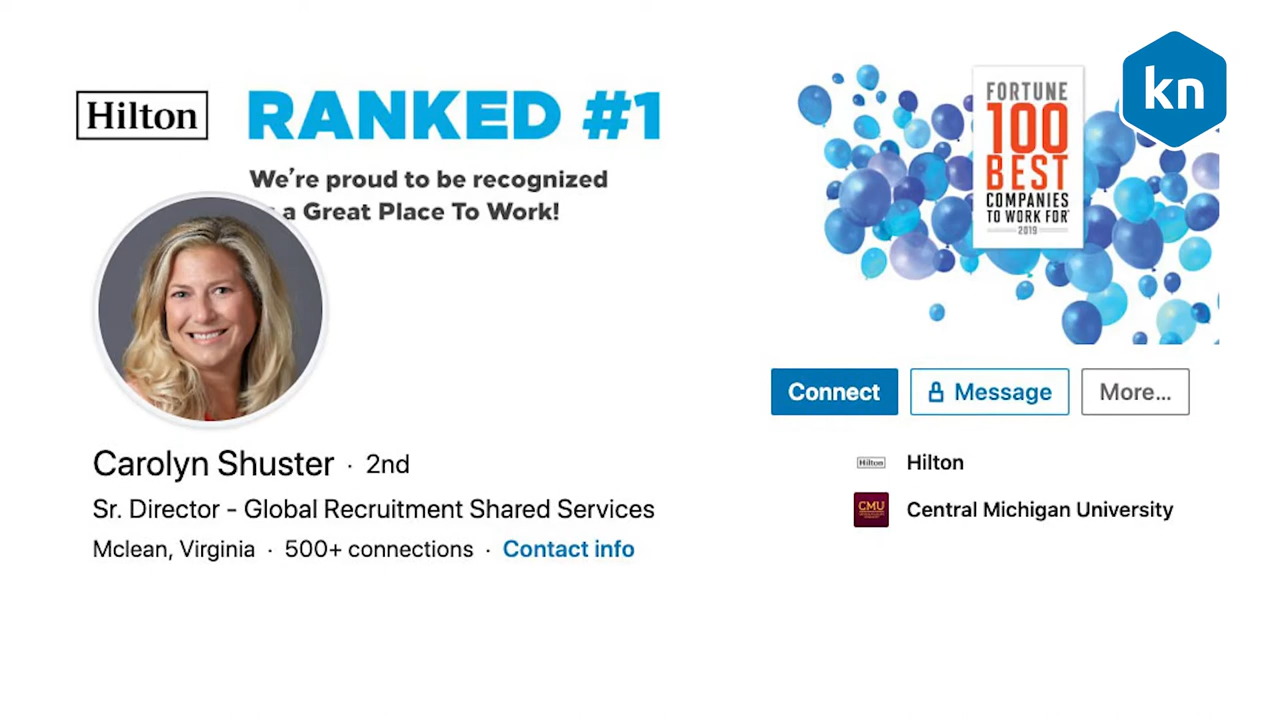 Hilton
RANKED #1
We're proud to be recognized
a Great Place To Work!
FORTUNE
100
BEST
COMPANIES
TO WORK FOR
2019
kn
Connect
Message
More...
Carolyn Shuster · 2nd
Sr. Director - Global Recruitment Shared Services
Mclean, Virginia · 500+ connections · Contact info
Hilton
Hilton
CMU
Central Michigan University